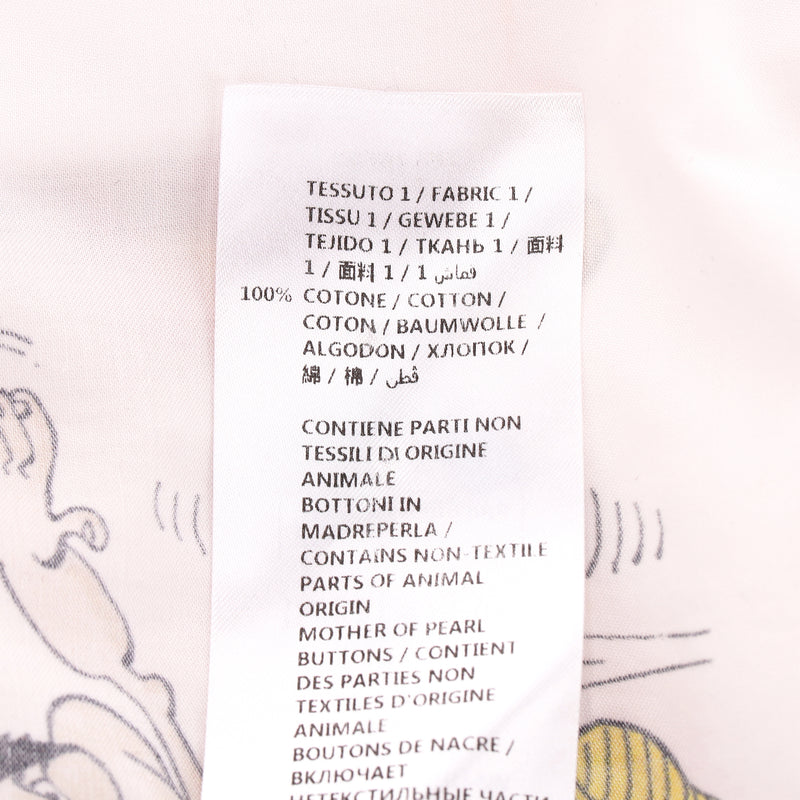 TESSUTO 1 / FABRIC 1 /
TISSU 1 / GEWEBE 1 /
TEJIDO 1 / ТКАНЬ 1 / 面料
1 / 面料 1 / 1 قماش
100% COTONE / COTTON /
COTON / BAUMWOLLE /
ALGODON / ХЛОПОК /
綿 / 棉 / قطن
CONTIENE PARTI NON
TESSILI DI ORIGINE
ANIMALE
BOTTONI IN
MADREPERLA /
CONTAINS NON-TEXTILE
PARTS OF ANIMAL
ORIGIN
MOTHER OF PEARL
BUTTONS / CONTIENT
DES PARTIES NON
TEXTILES D'ORIGINE
ANIMALE
BOUTONS DE NACRE /
ВКЛЮЧАЕТ
НЕТЕКСТИЛЬНЫЕ ЧАСТИ